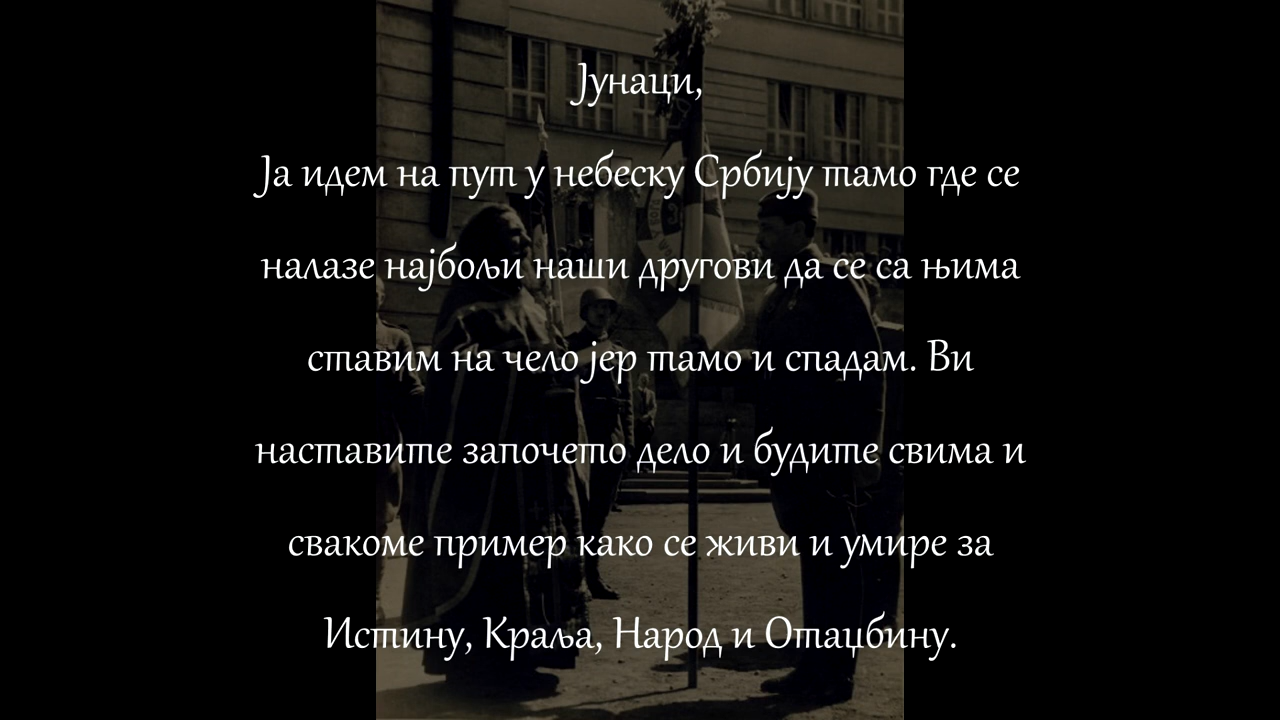 Јунаци,
Ја идем на пут у небеску Србију тамо где се
налазе најбољи наши другови да се са њима
ставим на чело јер тамо и спадам. Ви
наставите започето дело и будите свима и
свакоме пример како се живи и умире за
Истину, Краља, Народ и Отаџбину.